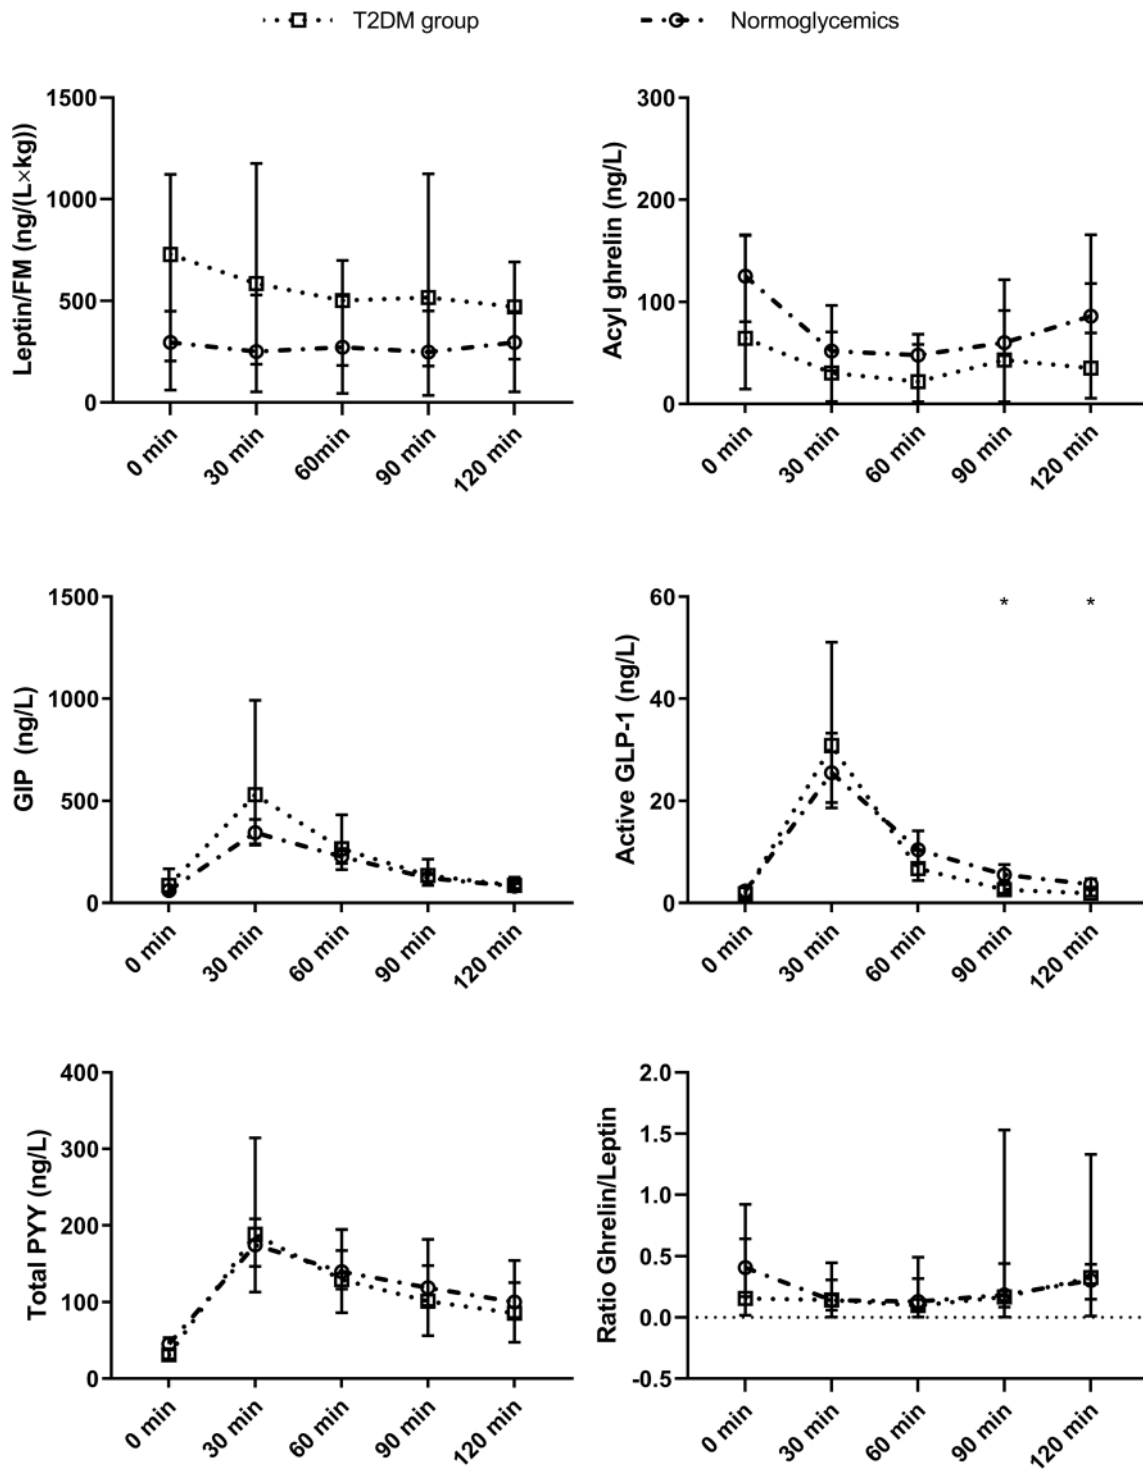 T2DM group
Normoglycemics
Leptin/FM (ng/(L×kg))
1500
1000
500
0
0 min
30 min
60min
90 min
120 min
Acyl ghrelin (ng/L)
300
200
100
0
0 min
30 min
60 min
90 min
120 min
GIP (ng/L)
1500
1000
500
0
0 min
30 min
60 min
90 min
120 min
Active GLP-1 (ng/L)
60
40
20
0
* *
0 min
30 min
60 min
90 min
120 min
Total PYY (ng/L)
400
300
200
100
0
0 min
30 min
60 min
90 min
120 min
Ratio Ghrelin/Leptin
2.0
1.5
1.0
0.5
0.0
-0.5
0 min
30 min
60 min
90 min
120 min